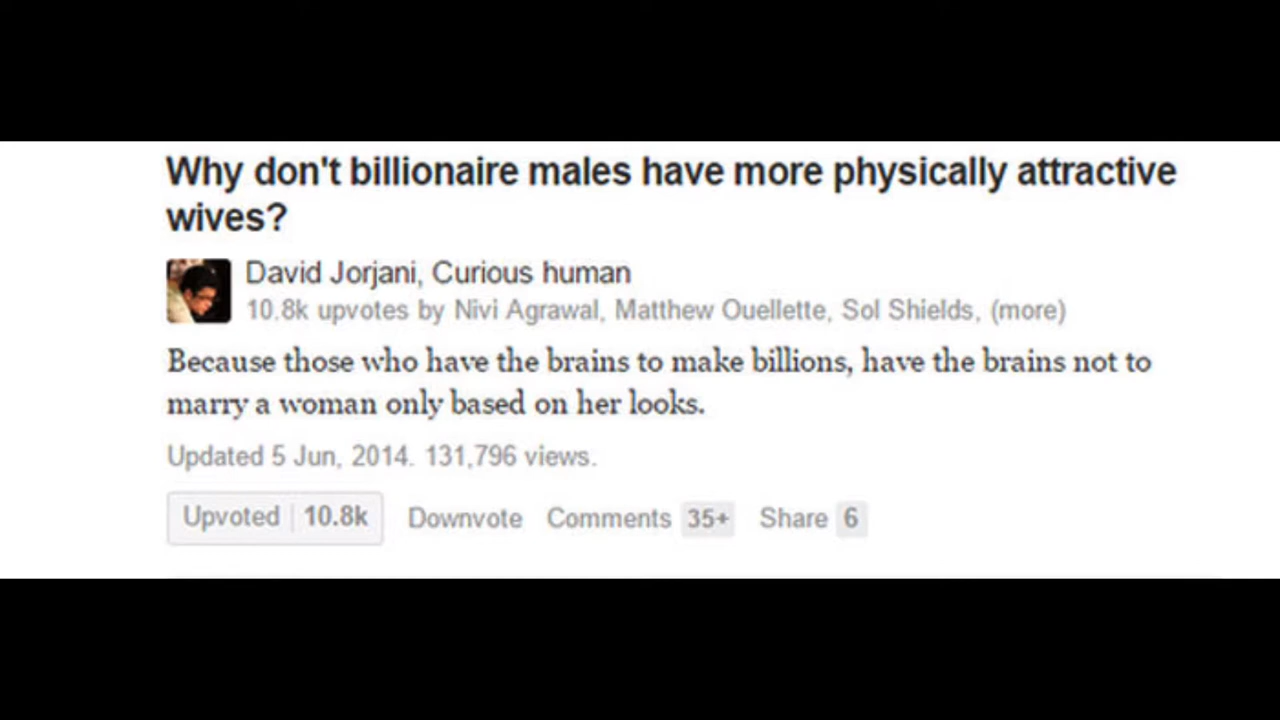 Why don't billionaire males have more physically attractive
wives?
David Jorjani, Curious human
10.8k upvotes by Nivi Agrawal, Matthew Ouellette, Sol Shields, (more)
Because those who have the brains to make billions, have the brains not to
marry a woman only based on her looks.
Updated 5 Jun, 2014. 131,796 views.
Upvoted 10.8k Downvote Comments 35+ Share 6